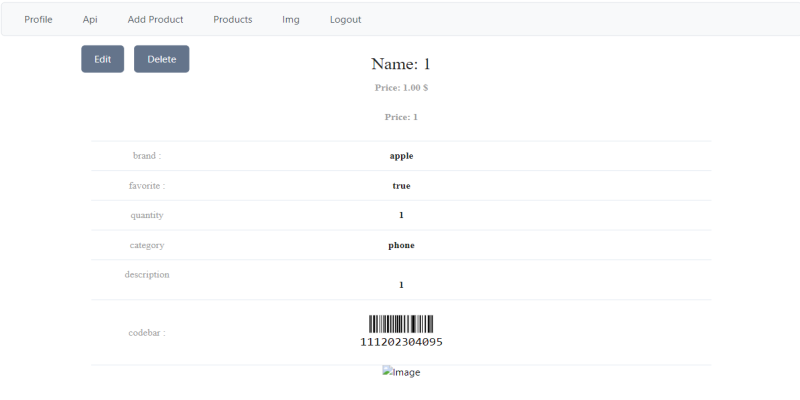 Profile Api Add Product Products Img Logout
Edit Delete
Name: 1
Price: 1.00 $
Price: 1
brand : apple
favorite : true
quantity 1
category phone
description
1
codebar :
111202304095
Image